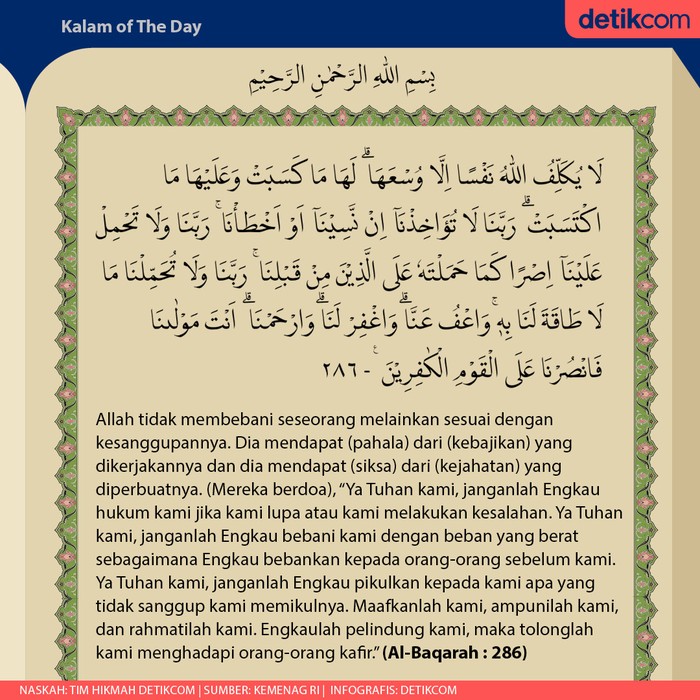 Kalam of The Day
detikcom
بِسْمِ اللهِ الرَّحْمٰنِ الرَّحِيْمِ
لَا يُكَلِّفُ اللّٰهُ نَفْسًا اِلَّا وُسْعَهَا ۗ لَهَا مَا كَسَبَتْ وَعَلَيْهَا مَا
اكْتَسَبَتْ ۗ رَبَّنَا لَا تُؤَاخِذْنَآ اِنْ نَّسِيْنَآ اَوْ اَخْطَأْنَا ۚ رَبَّنَا وَلَا تَحْمِلْ
عَلَيْنَآ اِصْرًا كَمَا حَمَلْتَهٗ عَلَى الَّذِيْنَ مِنْ قَبْلِنَا ۚ رَبَّنَا وَلَا تُحَمِّلْنَا مَا
لَا طَاقَةَ لَنَا بِهٖ ۚ وَاعْفُ عَنَّا ۗ وَاغْفِرْ لَنَا ۗ وَارْحَمْنَا ۗ اَنْتَ مَوْلٰىنَا
فَانْصُرْنَا عَلَى الْقَوْمِ الْكٰفِرِيْنَ ۚ - ٢٨٦
Allah tidak membebani seseorang melainkan sesuai dengan
kesanggupannya. Dia mendapat (pahala) dari (kebajikan) yang
dikerjakannya dan dia mendapat (siksa) dari (kejahatan) yang
diperbuatnya. (Mereka berdoa), “Ya Tuhan kami, janganlah Engkau
hukum kami jika kami lupa atau kami melakukan kesalahan. Ya Tuhan
kami, janganlah Engkau bebani kami dengan beban yang berat
sebagaimana Engkau bebankan kepada orang-orang sebelum kami.
Ya Tuhan kami, janganlah Engkau pikulkan kepada kami apa yang
tidak sanggup kami memikulnya. Maafkanlah kami, ampunilah kami,
dan rahmatilah kami. Engkaulah pelindung kami, maka tolonglah
kami menghadapi orang-orang kafir.” (Al-Baqarah : 286)
NASKAH: TIM HIKMAH DETIKCOM | SUMBER: KEMENAG RI | INFOGRAFIS: DETIKCOM